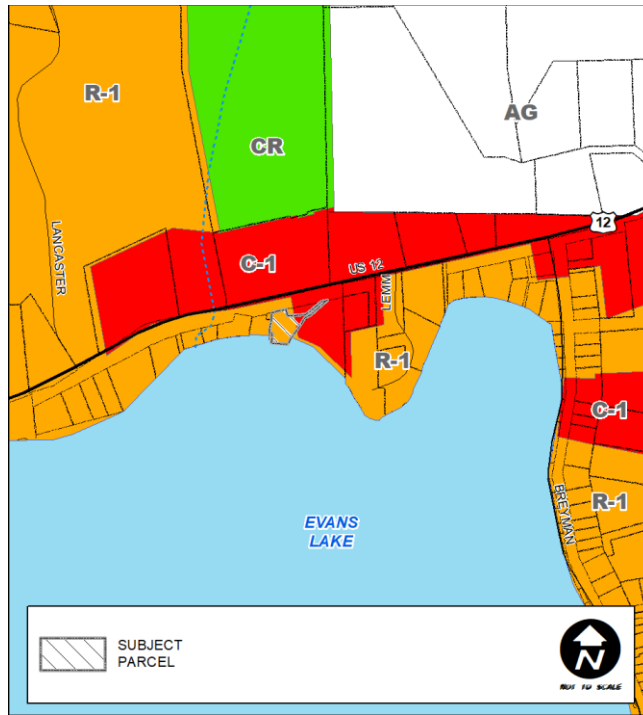 R-1
AG
CR
LANCASTER
12
C-1
US 12
LEMM
R-1
C-1
R-1
BREYMAN
EVANS
LAKE
SUBJECT
PARCEL
N
NOT TO SCALE